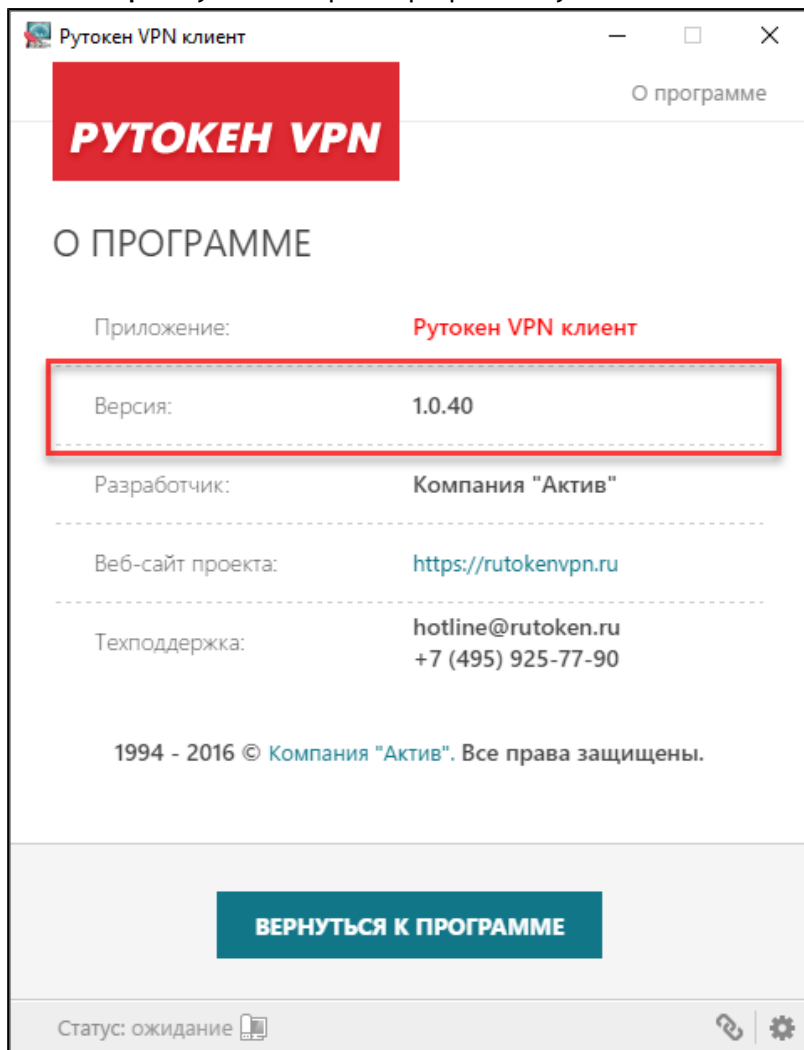 Рутокен VPN клиент
О программе
РУТОКЕН VPN
О ПРОГРАММЕ
Приложение: Рутокен VPN клиент
Версия: 1.0.40
Разработчик: Компания "Актив"
Веб-сайт проекта: https://rutokenvpn.ru
Техподдержка: hotline@rutoken.ru
+7 (495) 925-77-90
1994 - 2016 © Компания "Актив". Все права защищены.
ВЕРНУТЬСЯ К ПРОГРАММЕ
Статус: ожидание